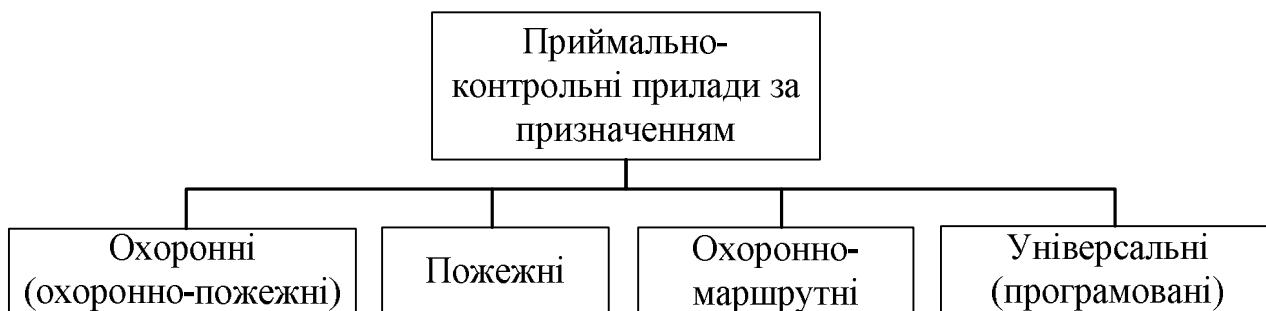 Приймально-
контрольні прилади за
призначенням
Охоронні
(охоронно-пожежні)
Пожежні
Охоронно-
маршрутні
Універсальні
(програмовані)